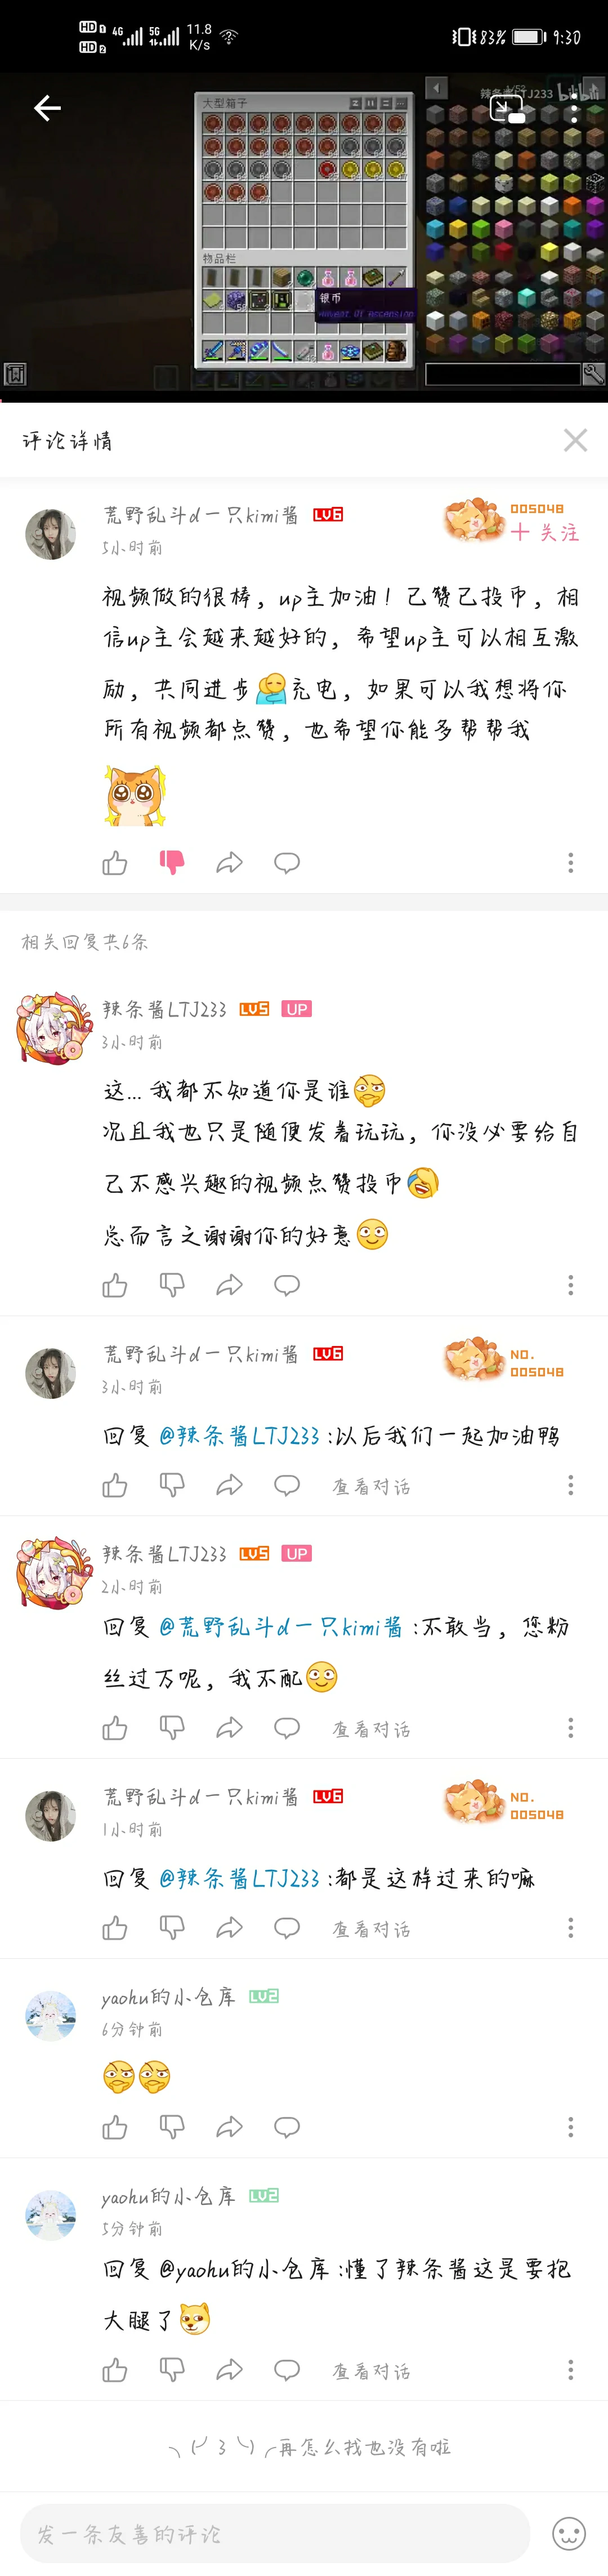 HD 1 4G 5G 11.8 K/s 83% 9:30
HD 2
辣条酱LTJ233 bilibili
大型箱子
物品栏
银币
Advent Of Ascension
评论详情
荒野乱斗d一只kimi酱 LV6 005048
5小时前 + 关注
视频做的很棒，up主加油！已赞已投币，相
信up主会越来越好的，希望up主可以相互激
励，共同进步充电，如果可以我想将你
所有视频都点赞，也希望你能多帮帮我
相关回复共6条
辣条酱LTJ233 LV5 UP
3小时前
这... 我都不知道你是谁
况且我也只是随便发着玩玩，你没必要给自
己不感兴趣的视频点赞投币
总而言之谢谢你的好意
荒野乱斗d一只kimi酱 LV6 NO.
005048
3小时前
回复 @辣条酱LTJ233 :以后我们一起加油鸭
查看对话
辣条酱LTJ233 LV5 UP
2小时前
回复 @荒野乱斗d一只kimi酱 :不敢当，您粉
丝过万呢，我不配
查看对话
荒野乱斗d一只kimi酱 LV6 NO.
005048
1小时前
回复 @辣条酱LTJ233 :都是这样过来的嘛
查看对话
yaohu的小仓库 LV2
6分钟前
yaohu的小仓库 LV2
5分钟前
回复 @yaohu的小仓库 :懂了辣条酱这是要抱
大腿了
查看对话
╮(╯3╰)╭再怎么找也没有啦
发一条友善的评论